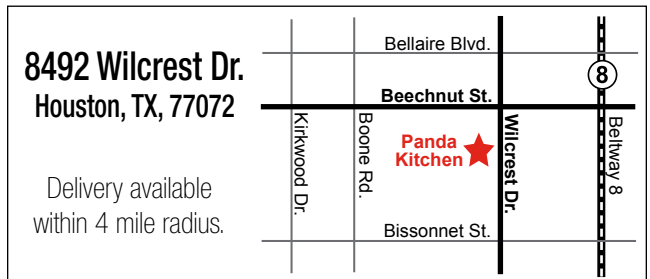 8492 Wilcrest Dr.
Houston, TX, 77072
Delivery available
within 4 mile radius.
Bellaire Blvd.
8
Beechnut St.
Kirkwood Dr.
Boone Rd.
Panda
Kitchen
Wilcrest Dr.
Beltway 8
Bissonnet St.